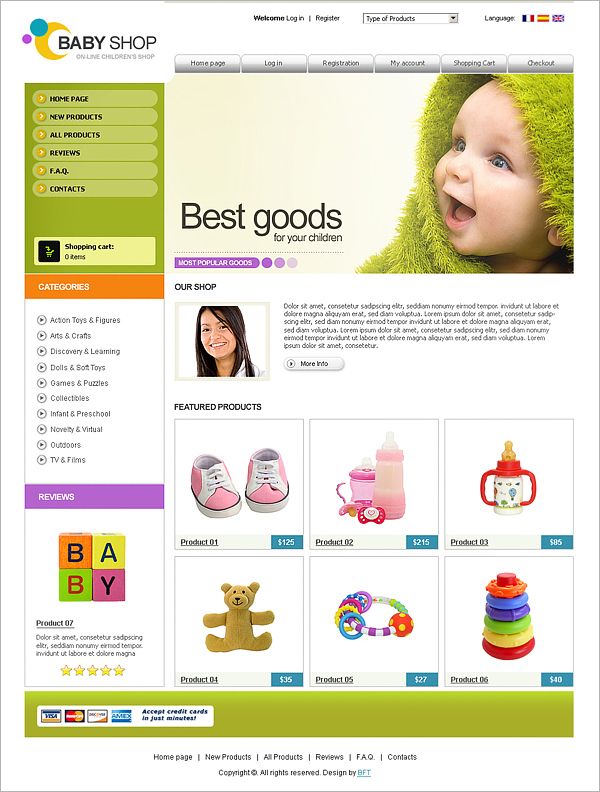 BABY SHOP
ON-LINE CHILDREN'S SHOP
Welcome Log in | Register
Type of Products
Language:
Home page
Log in
Registration
My account
Shopping Cart
Checkout
HOME PAGE
NEW PRODUCTS
ALL PRODUCTS
REVIEWS
F.A.Q.
CONTACTS
Shopping cart:
0 items
Best goods
for your children
MOST POPULAR GOODS
CATEGORIES
Action Toys & Figures
Arts & Crafts
Discovery & Learning
Dolls & Soft Toys
Games & Puzzles
Collectibles
Infant & Preschool
Novelty & Virtual
Outdoors
TV & Films
REVIEWS
B A
B Y
Product 07
Dolor sit amet, consetetur sadipscing
elitr, seddiam nonumy eirmod tempor.
invidunt ut labore et dolore magna
OUR SHOP
Dolor sit amet, consetetur sadipscing elitr, seddiam nonumy eirmod tempor. invidunt ut labore et
dolore magna aliquyam erat, sed diam voluptua. Lorem ipsum dolor sit amet, consetetur sadip-
scing elitr, sed diam nonumy eirmod tempor invidunt ut labore et dolore magna aliquyam erat,
sed diam voluptua. Dolor sit amet, consetetur sadipscing elitr, seddiam nonumy eirmod tempor.
invidunt ut labore et dolore magna aliquyam erat, sed diam voluptua. Lorem
ipsum dolor sit amet, consetetur.
More Info
FEATURED PRODUCTS
Product 01
$125
Product 02
$215
Product 03
$85
Product 04
$35
Product 05
$27
Product 06
$40
VISA
MasterCard
DISCOVER
AMEX
Accept credit cards
in just minutes!
Home page | New Products | All Products | Reviews | F.A.Q. | Contacts
Copyright ©. All rights reserved. Design by BFT